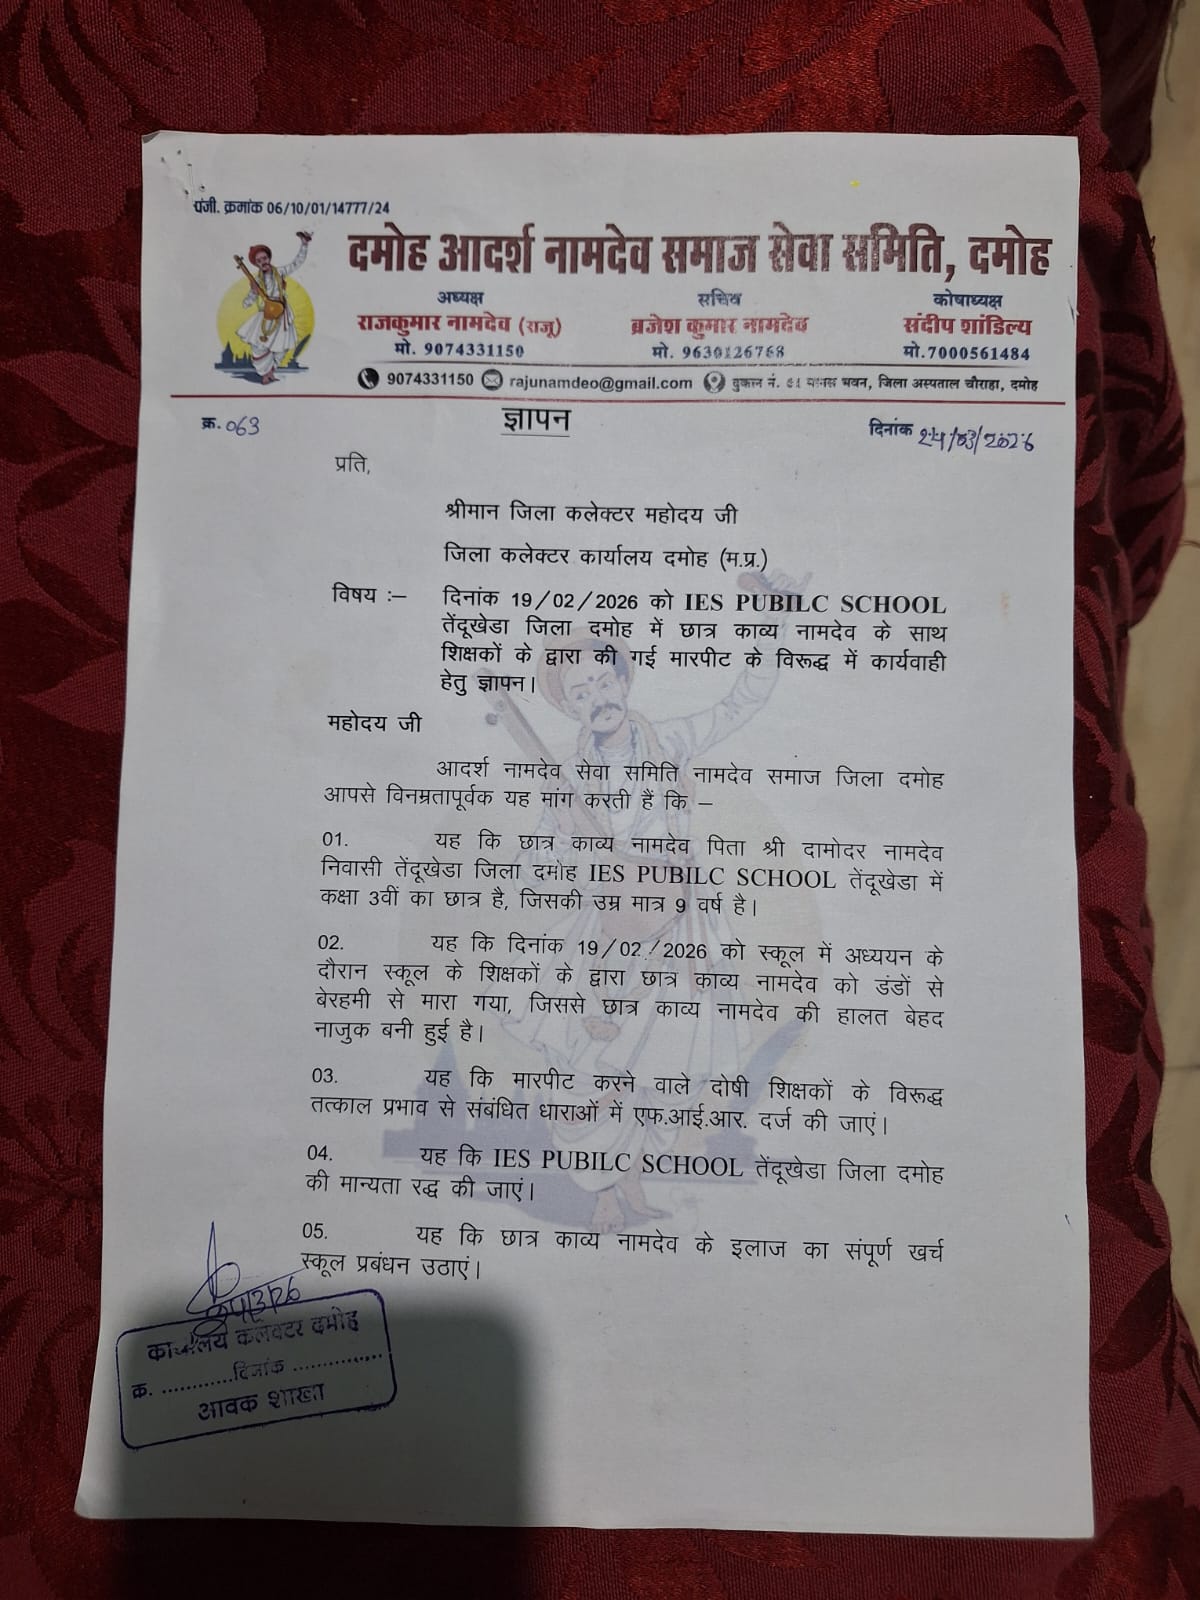 पंजी. क्रमांक 06/10/01/14777/24
दमोह आदर्श नामदेव समाज सेवा समिति, दमोह
अध्यक्ष सचिव कोषाध्यक्ष
राजकुमार नामदेव (राजू) ब्रजेश कुमार नामदेव संदीप शांडिल्य
मो. 9074331150 मो. 9630126768 मो.7000561484
9074331150 rajunamdeo@gmail.com दुकान नं. भवन, जिला अस्पताल चौराहा, दमोह
क्र. 063 ज्ञापन दिनांक 24/03/2026
प्रति,
श्रीमान जिला कलेक्टर महोदय जी
जिला कलेक्टर कार्यालय दमोह (म.प्र.)
विषय :– दिनांक 19/02/2026 को IES PUBILC SCHOOL
तेंदूखेडा जिला दमोह में छात्र काव्य नामदेव के साथ
शिक्षकों के द्वारा की गई मारपीट के विरूद्ध में कार्यवाही
हेतु ज्ञापन।
महोदय जी
आदर्श नामदेव सेवा समिति नामदेव समाज जिला दमोह
आपसे विनम्रतापूर्वक यह मांग करती हैं कि –
01. यह कि छात्र काव्य नामदेव पिता श्री दामोदर नामदेव
निवासी तेंदूखेडा जिला दमोह IES PUBILC SCHOOL तेंदूखेडा में
कक्षा 3वीं का छात्र है, जिसकी उम्र मात्र 9 वर्ष है।
02. यह कि दिनांक 19/02/2026 को स्कूल में अध्ययन के
दौरान स्कूल के शिक्षकों के द्वारा छात्र काव्य नामदेव को डंडों से
बेरहमी से मारा गया, जिससे छात्र काव्य नामदेव की हालत बेहद
नाजुक बनी हुई है।
03. यह कि मारपीट करने वाले दोषी शिक्षकों के विरूद्ध
तत्काल प्रभाव से संबंधित धाराओं में एफ.आई.आर. दर्ज की जाएं।
04. यह कि IES PUBILC SCHOOL तेंदूखेडा जिला दमोह
की मान्यता रद्ध की जाएं।
05. यह कि छात्र काव्य नामदेव के इलाज का संपूर्ण खर्च
स्कूल प्रबंधन उठाएं।
कार्यालय कलेक्टर दमोह
क्र. ............दिनांक ...............
आवक शाखा